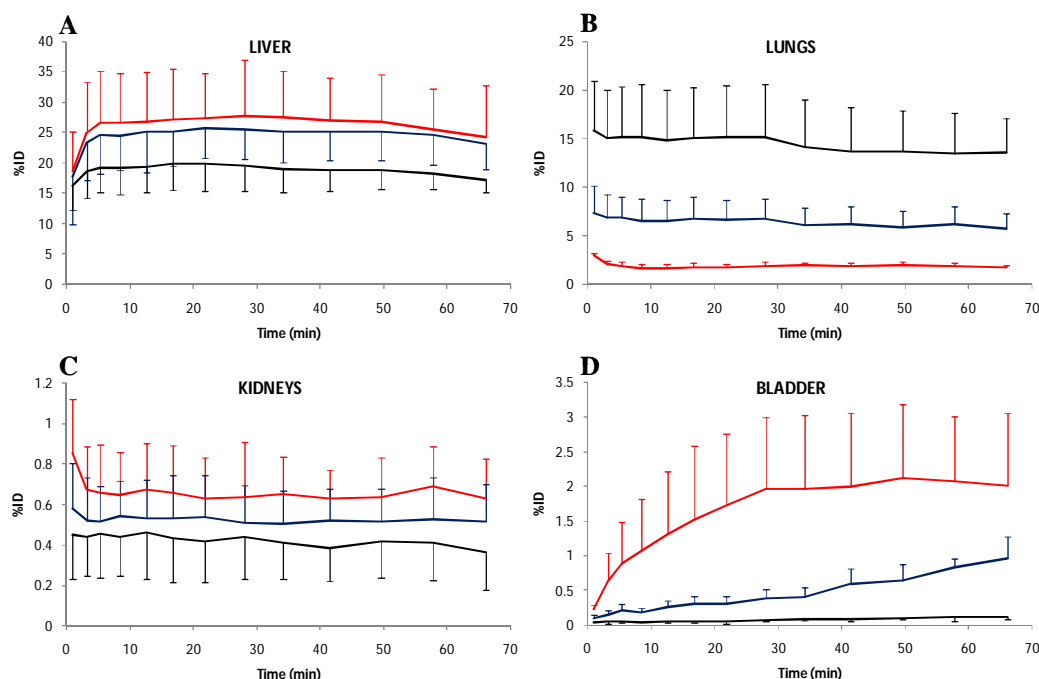 A
LIVER
40
35
30
25
20
15
10
5
0
%ID
0 10 20 30 40 50 60 70
Time (min)
B
LUNGS
25
20
15
10
5
0
%ID
0 10 20 30 40 50 60 70
Time (min)
C
KIDNEYS
1.2
1
0.8
0.6
0.4
0.2
0
%ID
0 10 20 30 40 50 60 70
Time (min)
D
BLADDER
3.5
3
2.5
2
1.5
1
0.5
0
%ID
0 10 20 30 40 50 60 70
Time (min)